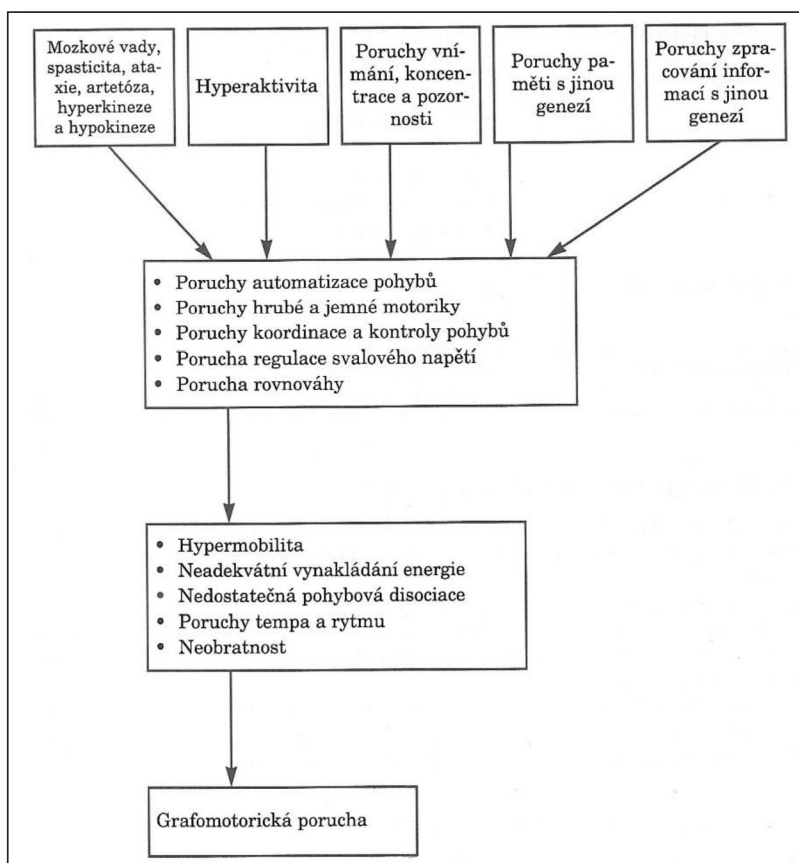 Mozkové vady,
spasticita, ata-
xie, artetóza,
hyperkineze
a hypokineze
Hyperaktivita
Poruchy vní-
mání, koncen-
trace a pozor-
nosti
Poruchy pa-
měti s jinou
genezí
Poruchy zpra-
cování infor-
mací s jinou
genezí
• Poruchy automatizace pohybů
• Poruchy hrubé a jemné motoriky
• Poruchy koordinace a kontroly pohybů
• Porucha regulace svalového napětí
• Porucha rovnováhy
• Hypermobilita
• Neadekvátní vynakládání energie
• Nedostatečná pohybová disociace
• Poruchy tempa a rytmu
• Neobratnost
Grafomotorická porucha